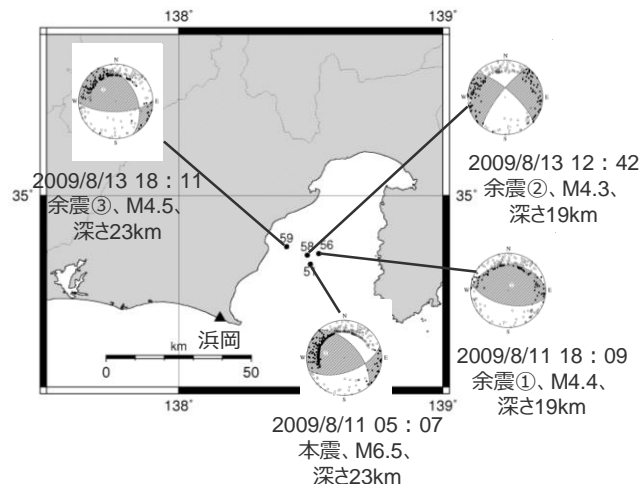 138° 139°
N
W E
S
2009/8/13 18：11
余震③、M4.5、
深さ23km
N
W E
S
2009/8/13 12：42
余震②、M4.3、
深さ19km
35° 35°
59
58 56
N
W E
S
2009/8/11 18：09
余震①、M4.4、
深さ19km
浜岡
km
0 50
N
W E
S
138° 139°
2009/8/11 05：07
本震、M6.5、
深さ23km